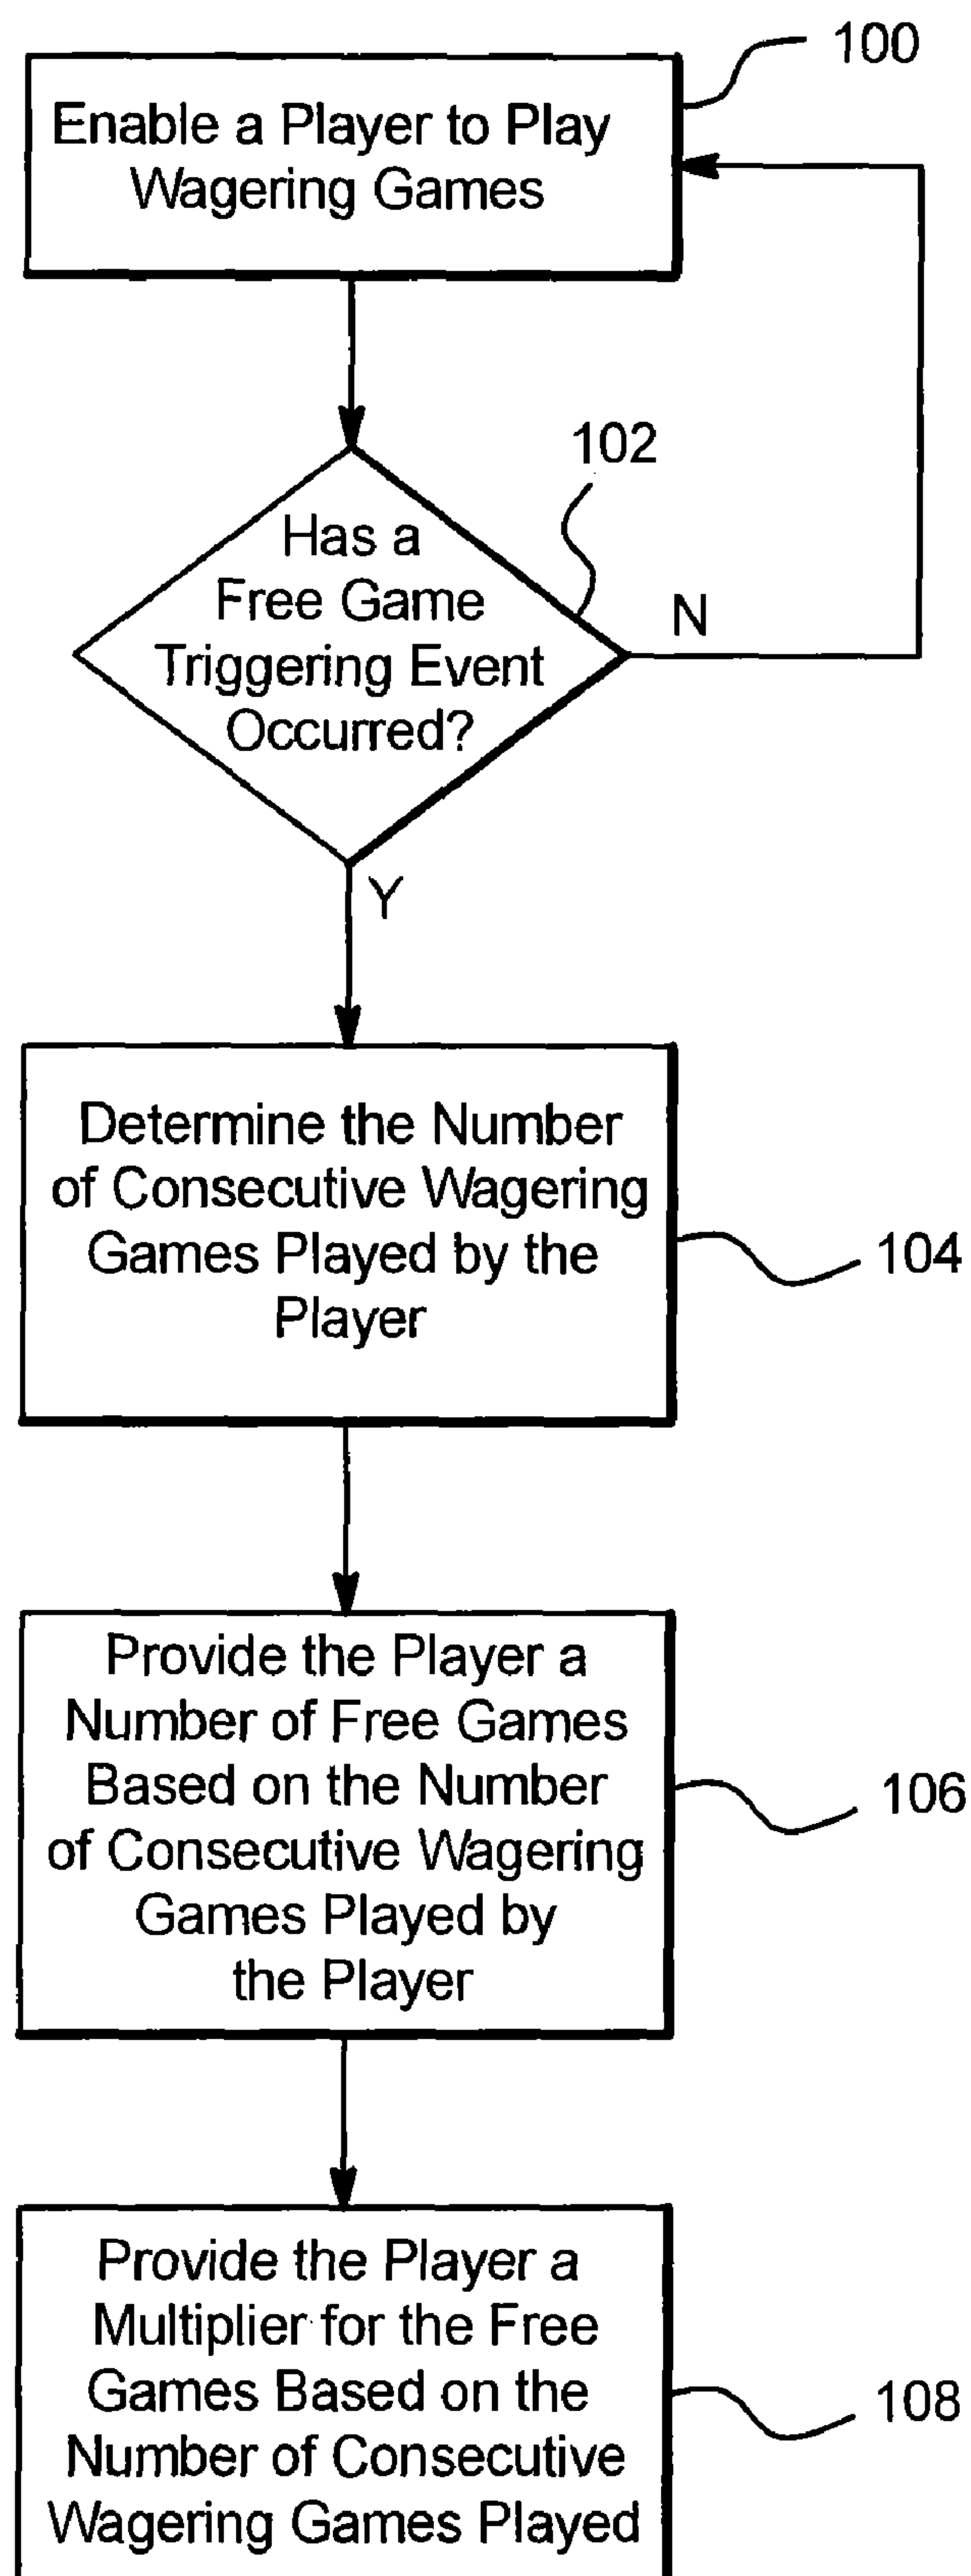 100
Enable a Player to Play
Wagering Games
102
Has a
Free Game
Triggering Event
Occurred?
N
Y
Determine the Number
of Consecutive Wagering
Games Played by the
Player
104
Provide the Player a
Number of Free Games
Based on the Number
of Consecutive Wagering
Games Played by
the Player
106
Provide the Player a
Multiplier for the Free
Games Based on the
Number of Consecutive
Wagering Games Played
108